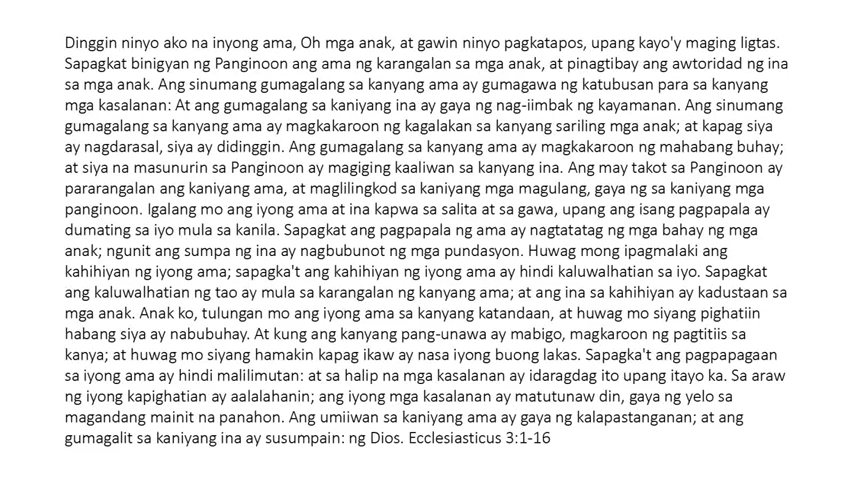 Dinggin ninyo ako na inyong ama, Oh mga anak, at gawin ninyo pagkatapos, upang kayo'y maging ligtas.
Sapagkat binigyan ng Panginoon ang ama ng karangalan sa mga anak, at pinagtibay ang awtoridad ng ina
sa mga anak. Ang sinumang gumagalang sa kanyang ama ay gumagawa ng katubusan para sa kanyang
mga kasalanan: At ang gumagalang sa kaniyang ina ay gaya ng nag-iimbak ng kayamanan. Ang sinumang
gumagalang sa kanyang ama ay magkakaroon ng kagalakan sa kanyang sariling mga anak; at kapag siya
ay nagdarasal, siya ay didinggin. Ang gumagalang sa kanyang ama ay magkakaroon ng mahabang buhay;
at siya na masunurin sa Panginoon ay magiging kaaliwan sa kanyang ina. Ang may takot sa Panginoon ay
pararangalan ang kaniyang ama, at maglilingkod sa kaniyang mga magulang, gaya ng sa kaniyang mga
panginoon. Igalang mo ang iyong ama at ina kapwa sa salita at sa gawa, upang ang isang pagpapala ay
dumating sa iyo mula sa kanila. Sapagkat ang pagpapala ng ama ay nagtatatag ng mga bahay ng mga
anak; ngunit ang sumpa ng ina ay nagbubunot ng mga pundasyon. Huwag mong ipagmalaki ang
kahihiyan ng iyong ama; sapagka't ang kahihiyan ng iyong ama ay hindi kaluwalhatian sa iyo. Sapagkat
ang kaluwalhatian ng tao ay mula sa karangalan ng kanyang ama; at ang ina sa kahihiyan ay kadustaan sa
mga anak. Anak ko, tulungan mo ang iyong ama sa kanyang katandaan, at huwag mo siyang pighatiin
habang siya ay nabubuhay. At kung ang kanyang pang-unawa ay mabigo, magkaroon ng pagtitiis sa
kanya; at huwag mo siyang hamakin kapag ikaw ay nasa iyong buong lakas. Sapagka't ang pagpapagaan
sa iyong ama ay hindi malilimutan: at sa halip na mga kasalanan ay idaragdag ito upang itayo ka. Sa araw
ng iyong kapighatian ay aalalahanin; ang iyong mga kasalanan ay matutunaw din, gaya ng yelo sa
magandang mainit na panahon. Ang umiiwan sa kaniyang ama ay gaya ng kalapastanganan; at ang
gumagalit sa kaniyang ina ay susumpain: ng Dios. Ecclesiasticus 3:1-16